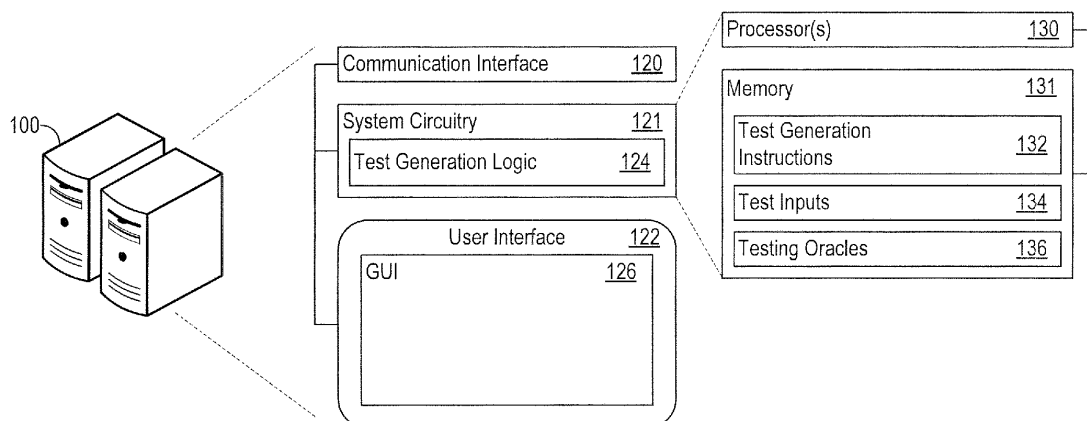 100
Communication Interface 120
System Circuitry 121
Test Generation Logic 124
User Interface 122
GUI 126
Processor(s) 130
Memory 131
Test Generation
Instructions 132
Test Inputs 134
Testing Oracles 136